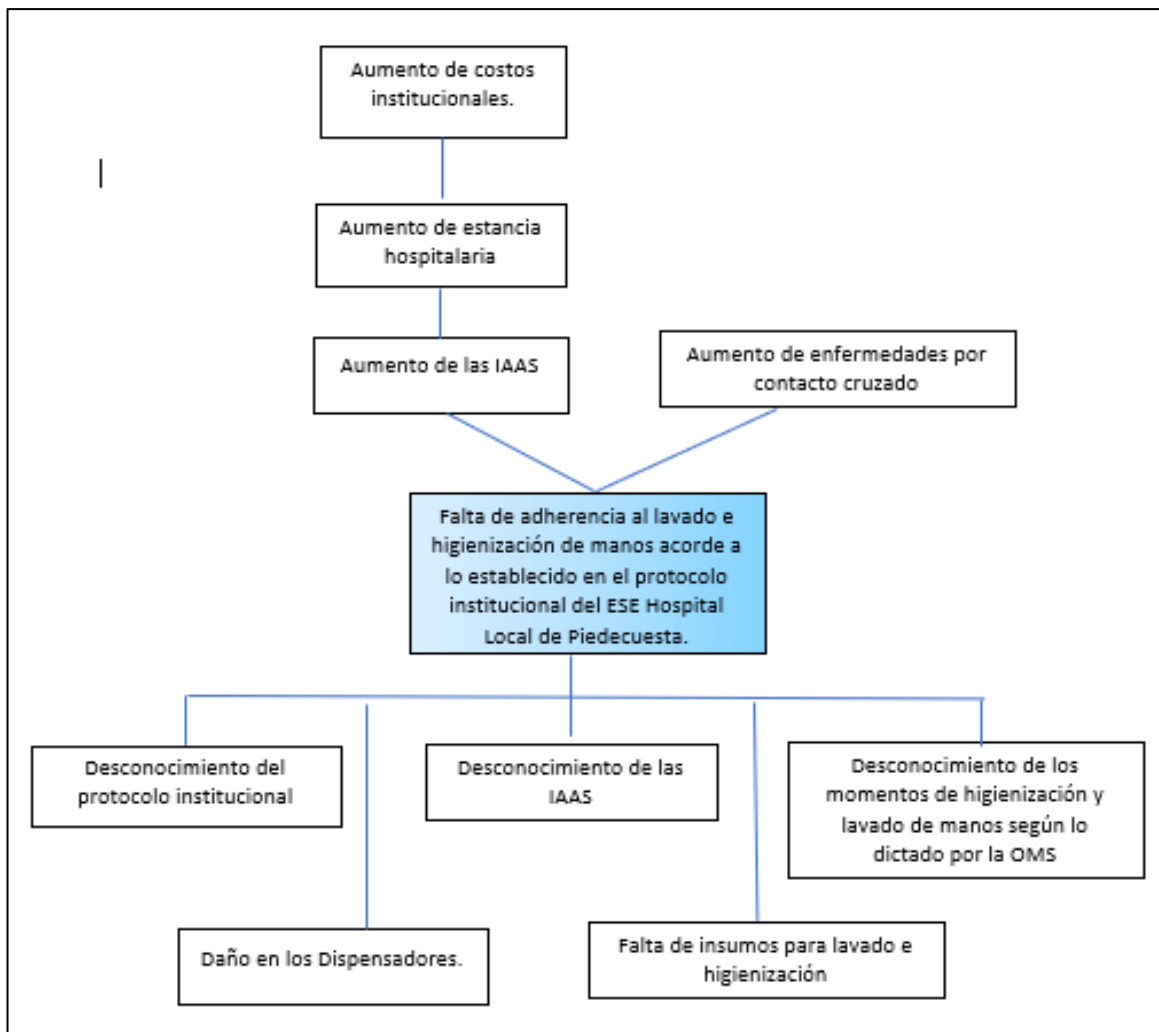 Aumento de costos
institucionales.
Aumento de estancia
hospitalaria
Aumento de las IAAS
Aumento de enfermedades por
contacto cruzado
Falta de adherencia al lavado e
higienización de manos acorde a
lo establecido en el protocolo
institucional del ESE Hospital
Local de Piedecuesta.
Desconocimiento del
protocolo institucional
Desconocimiento de las
IAAS
Desconocimiento de los
momentos de higienización y
lavado de manos según lo
dictado por la OMS
Daño en los Dispensadores.
Falta de insumos para lavado e
higienización